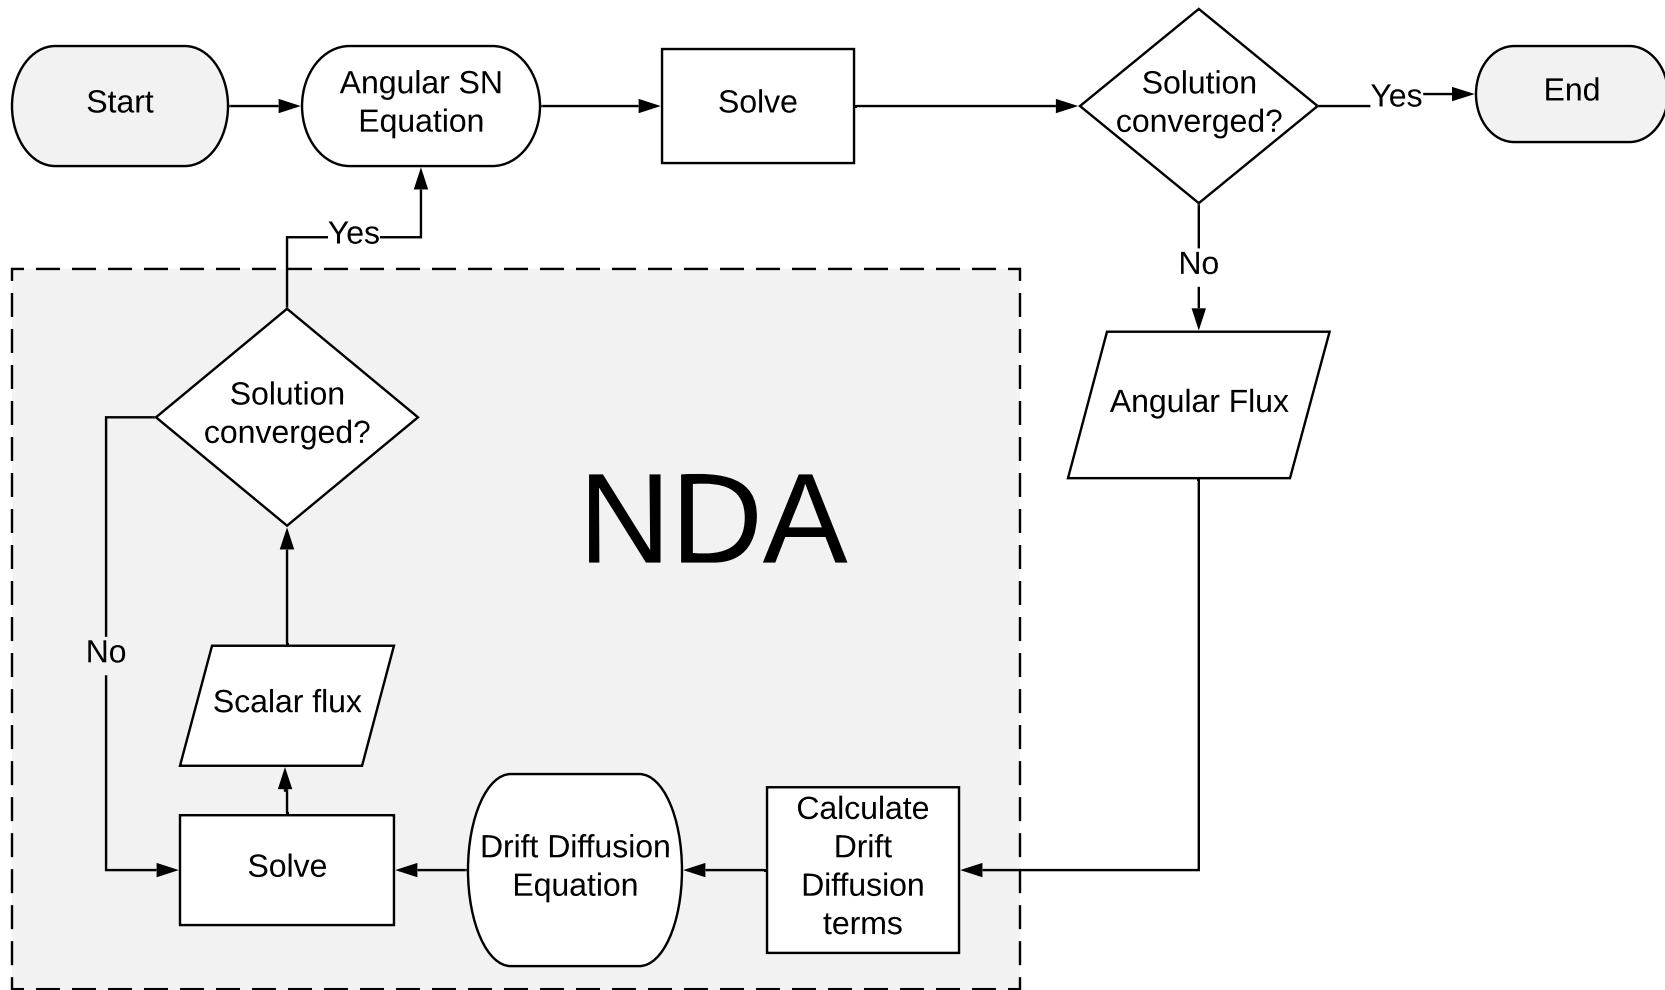 Start
Angular SN
Equation
Solve
Solution
converged?
Yes
End
Yes
No
Solution
converged?
Angular Flux
NDA
No
Scalar flux
Solve
Drift Diffusion
Equation
Calculate
Drift
Diffusion
terms